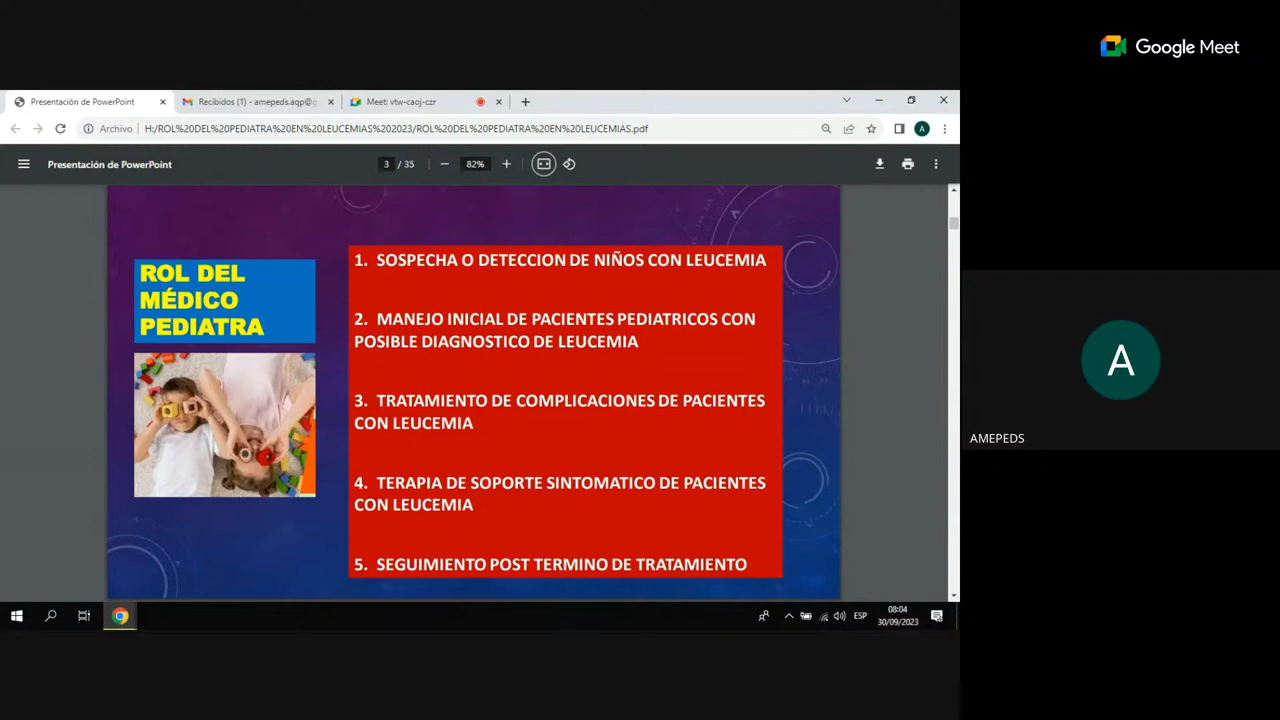 Google Meet
Presentación de PowerPoint
Recibidos (1) - amepeds.aqp@g
Meet: vtw-caoj-czr
Archivo
H:/ROL%20DEL%20PEDIATRA%20EN%20LEUCEMIAS%202023/ROL%20DEL%20PEDIATRA%20EN%20LEUCEMIAS.pdf
A
Presentación de PowerPoint
3 / 35
82%
ROL DEL
MÉDICO
PEDIATRA
1. SOSPECHA O DETECCION DE NIÑOS CON LEUCEMIA
2. MANEJO INICIAL DE PACIENTES PEDIATRICOS CON
POSIBLE DIAGNOSTICO DE LEUCEMIA
3. TRATAMIENTO DE COMPLICACIONES DE PACIENTES
CON LEUCEMIA
4. TERAPIA DE SOPORTE SINTOMATICO DE PACIENTES
CON LEUCEMIA
5. SEGUIMIENTO POST TERMINO DE TRATAMIENTO
A
AMEPEDS
ESP
08:04
30/09/2023